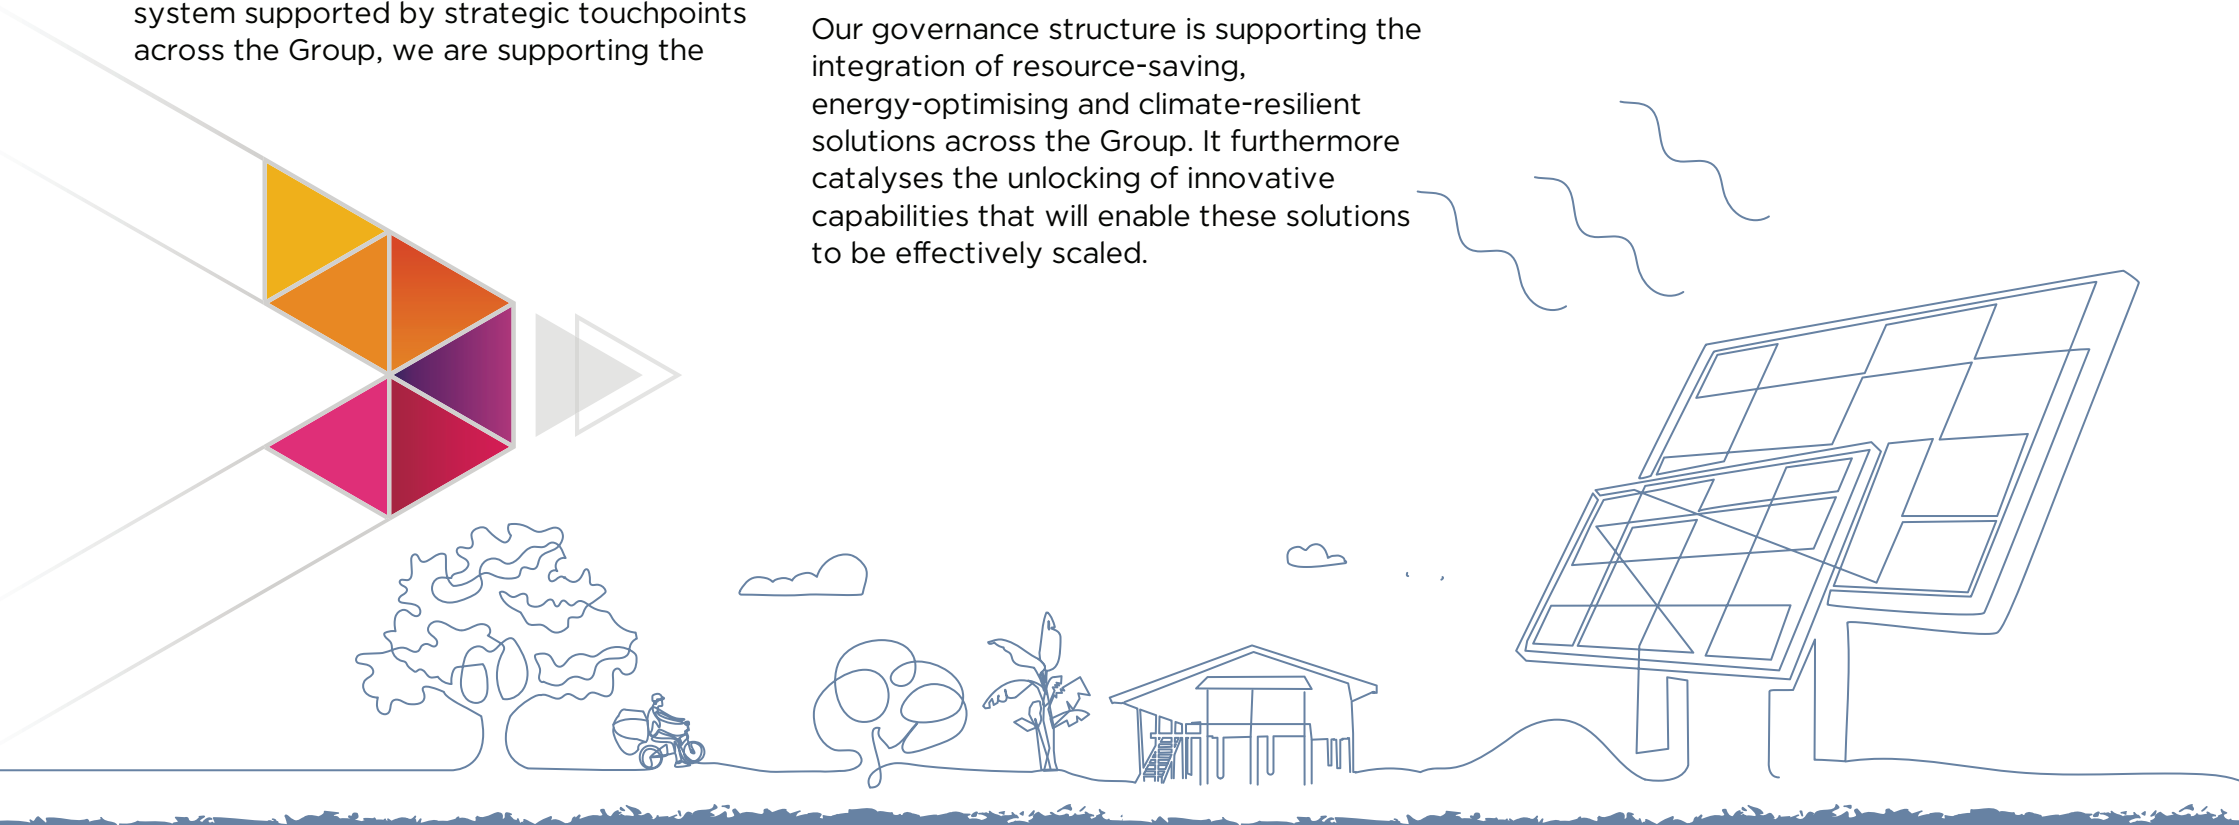 system supported by strategic touchpoints
across the Group, we are supporting the
Our governance structure is supporting the
integration of resource-saving,
energy-optimising and climate-resilient
solutions across the Group. It furthermore
catalyses the unlocking of innovative
capabilities that will enable these solutions
to be effectively scaled.